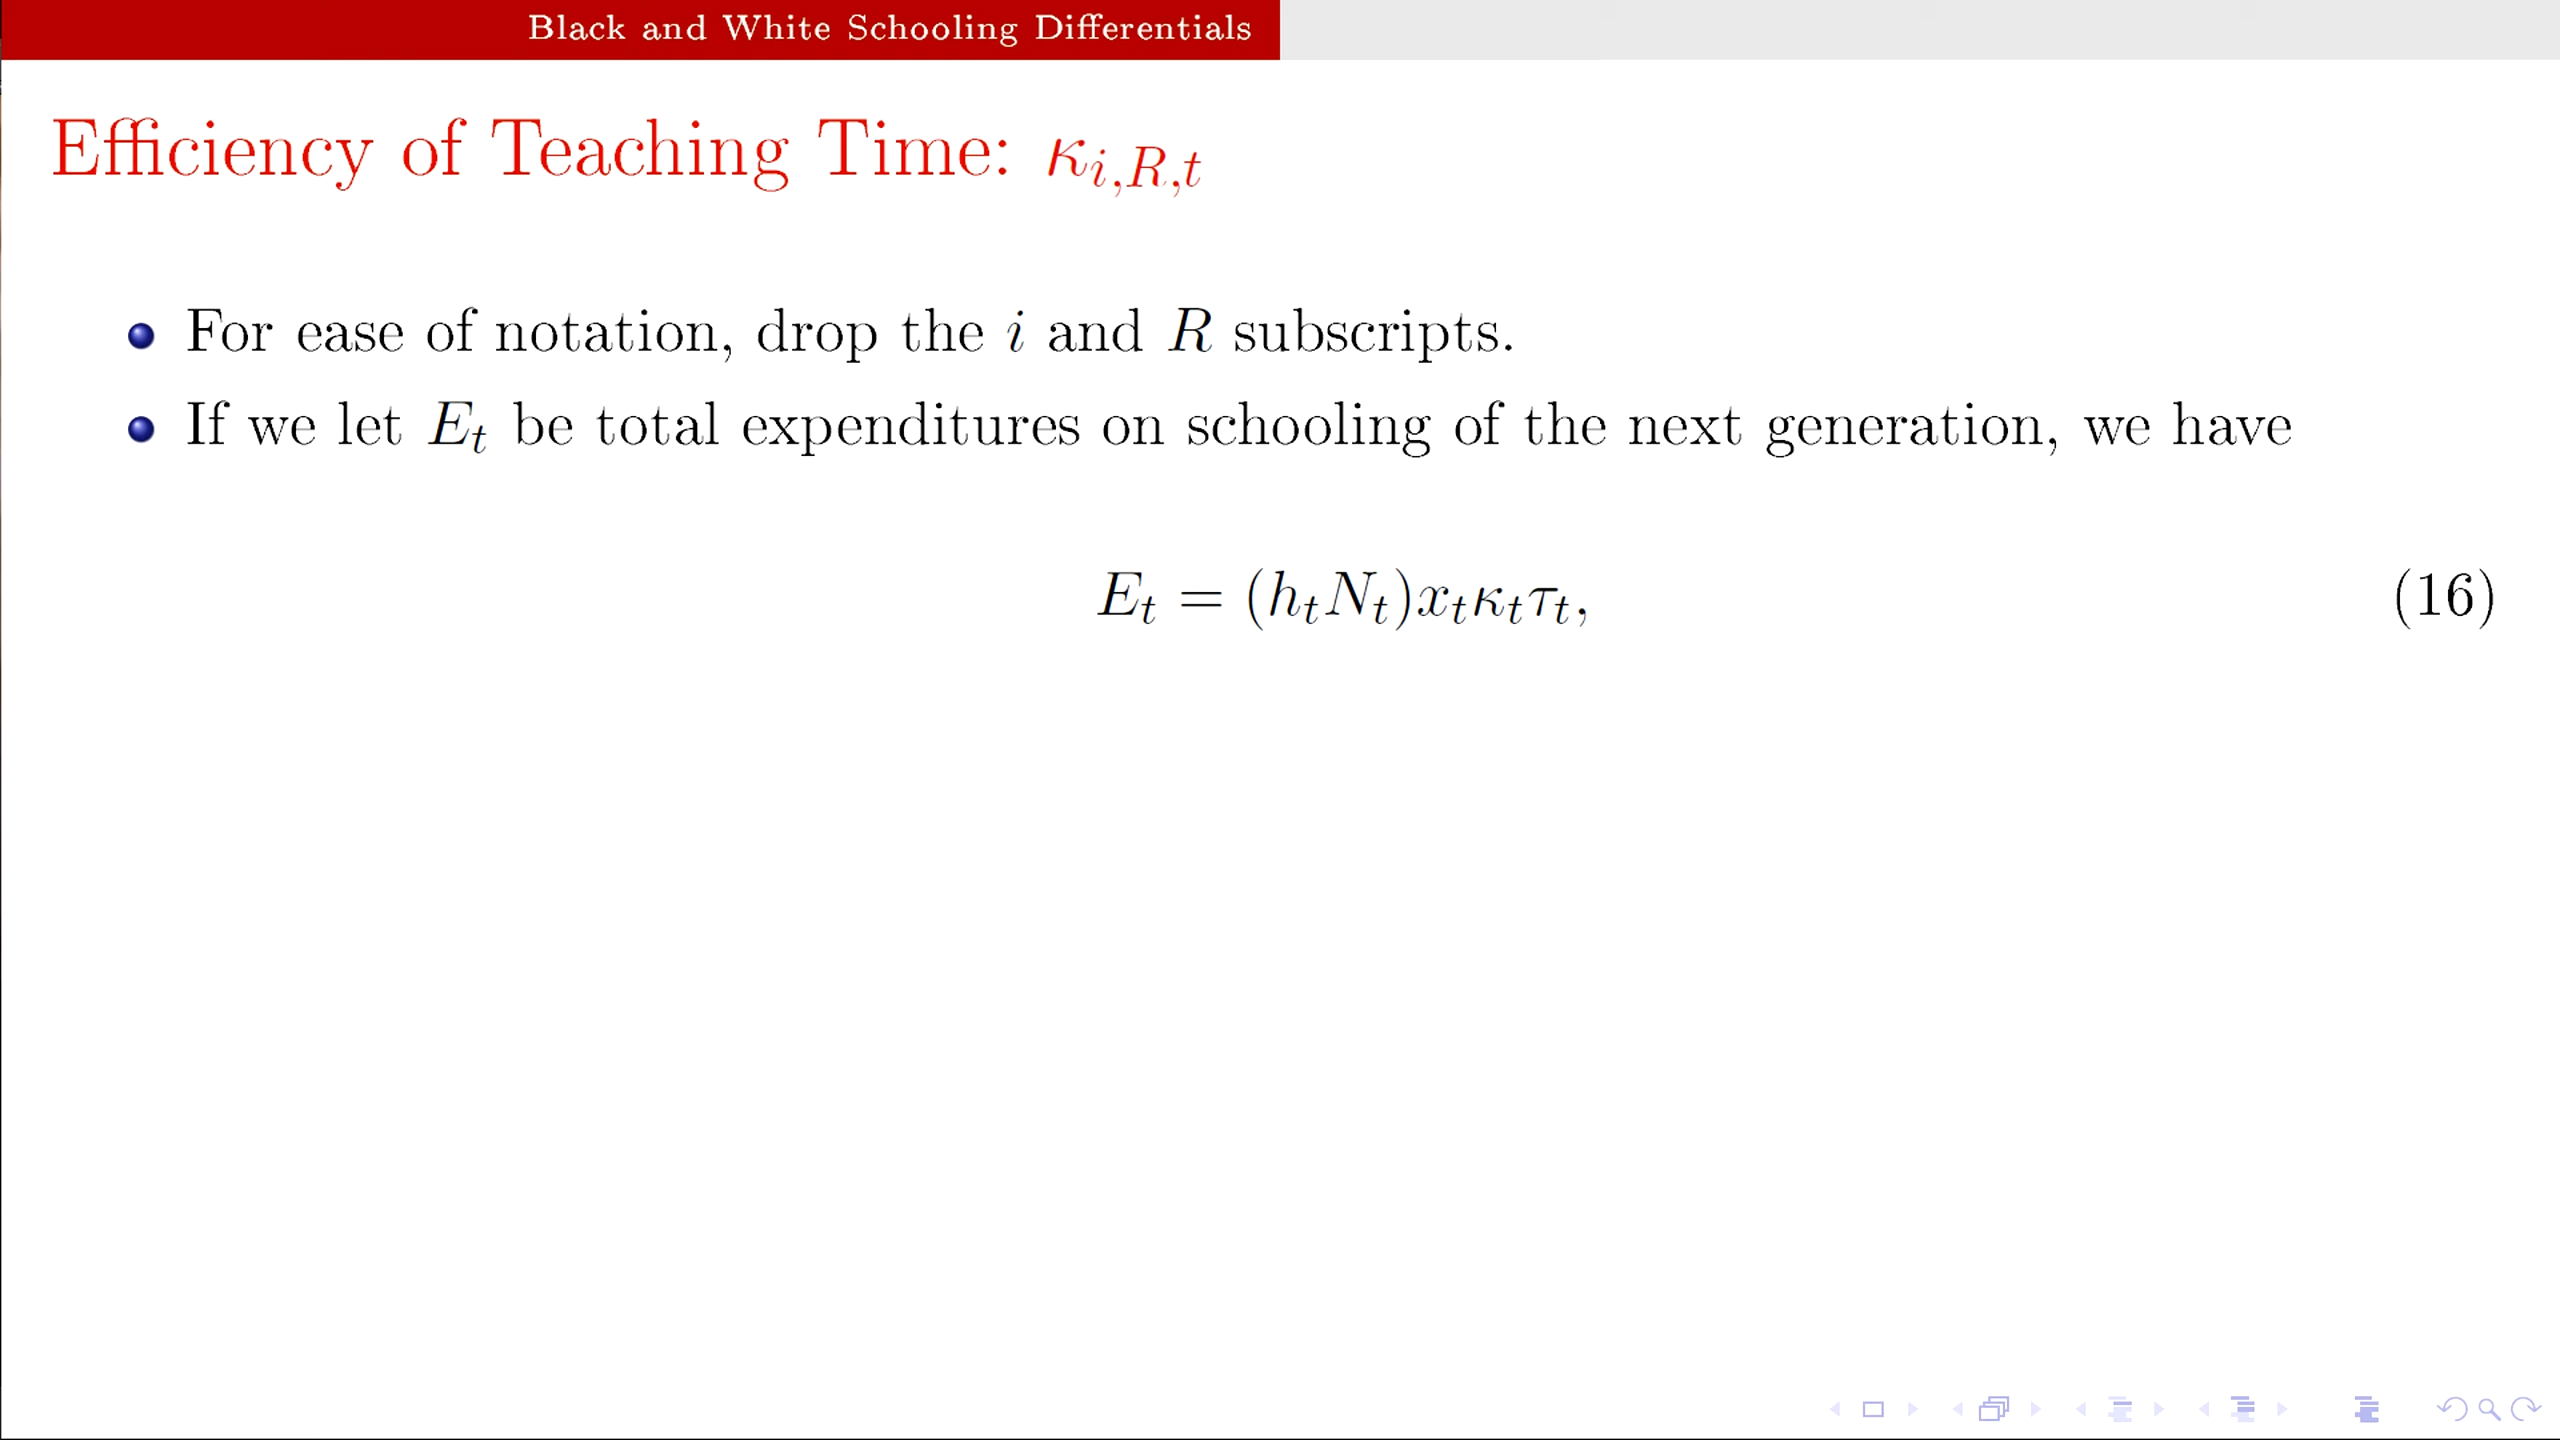 Black and White Schooling Differentials
Efficiency of Teaching Time: κ_{i,R,t}
For ease of notation, drop the i and R subscripts.
If we let E_t be total expenditures on schooling of the next generation, we have
E_t = (h_t N_t)x_t κ_t τ_t, (16)